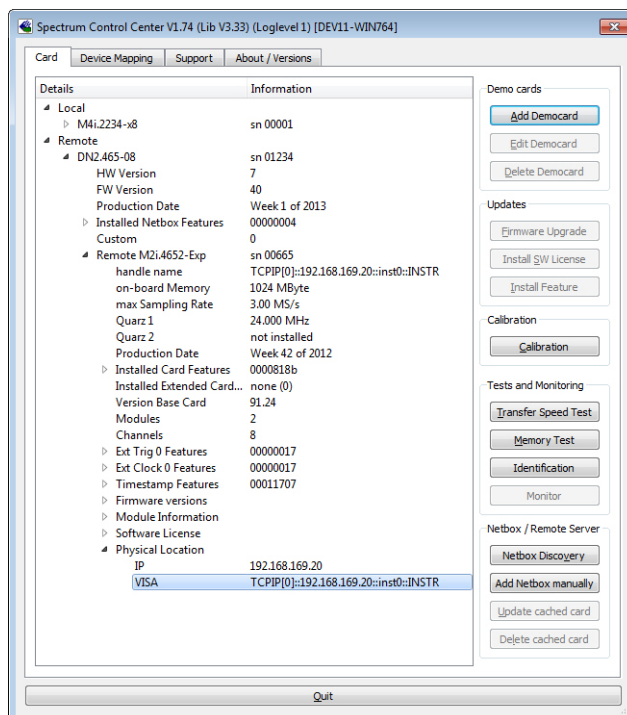 Spectrum Control Center V1.74 (Lib V3.33) (Loglevel 1) [DEV11-WIN764]
Card Device Mapping Support About / Versions
Details Information
Local
M4i.2234-x8 sn 00001
Remote
DN2.465-08 sn 01234
HW Version 7
FW Version 40
Production Date Week 1 of 2013
Installed Netbox Features 00000004
Custom 0
Remote M2i.4652-Exp sn 00665
handle name TCPIP[0]::192.168.169.20::inst0::INSTR
on-board Memory 1024 MByte
max Sampling Rate 3.00 MS/s
Quarz 1 24.000 MHz
Quarz 2 not installed
Production Date Week 42 of 2012
Installed Card Features 0000818b
Installed Extended Card... none (0)
Version Base Card 91.24
Modules 2
Channels 8
Ext Trig 0 Features 00000017
Ext Clock 0 Features 00000017
Timestamp Features 00011707
Firmware versions
Module Information
Software License
Physical Location
IP 192.168.169.20
VISA TCPIP[0]::192.168.169.20::inst0::INSTR
Demo cards
Add Democard
Edit Democard
Delete Democard
Updates
Firmware Upgrade
Install SW License
Install Feature
Calibration
Calibration
Tests and Monitoring
Transfer Speed Test
Memory Test
Identification
Monitor
Netbox / Remote Server
Netbox Discovery
Add Netbox manually
Update cached card
Delete cached card
Quit